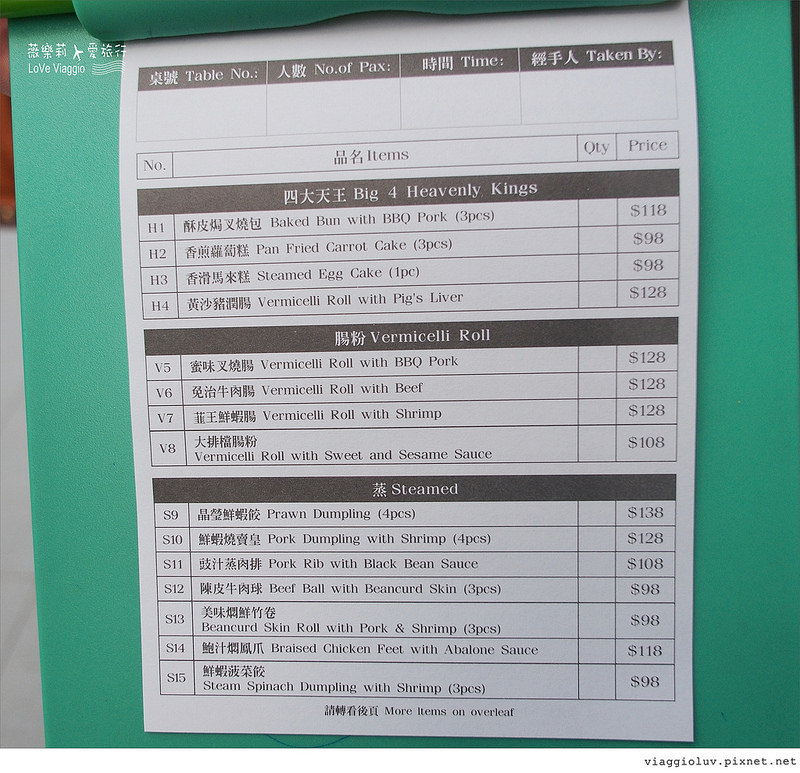 薇樂莉 愛旅行
LoVe Viaggio
桌號 Table No.: 人數 No.of Pax: 時間 Time: 經手人 Taken By:
No. 品名Items Qty Price
四大天王 Big 4 Heavenly Kings
H1 酥皮焗叉燒包 Baked Bun with BBQ Pork (3pcs) $118
H2 香煎蘿蔔糕 Pan Fried Carrot Cake (3pcs) $98
H3 香滑馬來糕 Steamed Egg Cake (1pc) $98
H4 黃沙豬潤腸 Vermicelli Roll with Pig's Liver $128
腸粉 Vermicelli Roll
V5 蜜味叉燒腸 Vermicelli Roll with BBQ Pork $128
V6 免治牛肉腸 Vermicelli Roll with Beef $128
V7 韮王鮮蝦腸 Vermicelli Roll with Shrimp $128
V8 大排檔腸粉
Vermicelli Roll with Sweet and Sesame Sauce $108
蒸 Steamed
S9 晶瑩鮮蝦餃 Prawn Dumpling (4pcs) $138
S10 鮮蝦燒賣皇 Pork Dumpling with Shrimp (4pcs) $128
S11 豉汁蒸肉排 Pork Rib with Black Bean Sauce $108
S12 陳皮牛肉球 Beef Ball with Beancurd Skin (3pcs) $98
S13 美味燜鮮竹卷
Beancurd Skin Roll with Pork & Shrimp (3pcs) $98
S14 鮑汁燜鳳爪 Braised Chicken Feet with Abalone Sauce $118
S15 鮮蝦菠菜餃
Steam Spinach Dumpling with Shrimp (3pcs) $98
請轉看後頁 More Items on overleaf
viaggioluv.pixnet.net